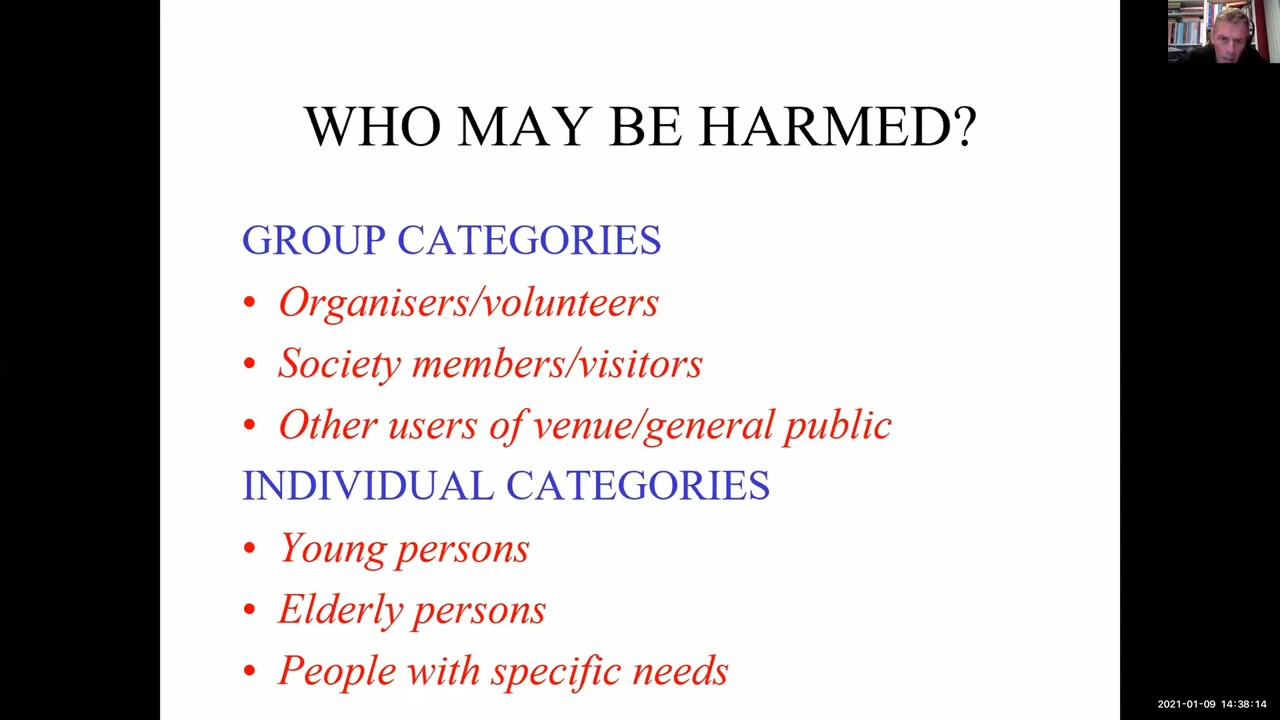 WHO MAY BE HARMED?
GROUP CATEGORIES
• Organisers/volunteers
• Society members/visitors
• Other users of venue/general public
INDIVIDUAL CATEGORIES
• Young persons
• Elderly persons
• People with specific needs
2021-01-09 14:38:14